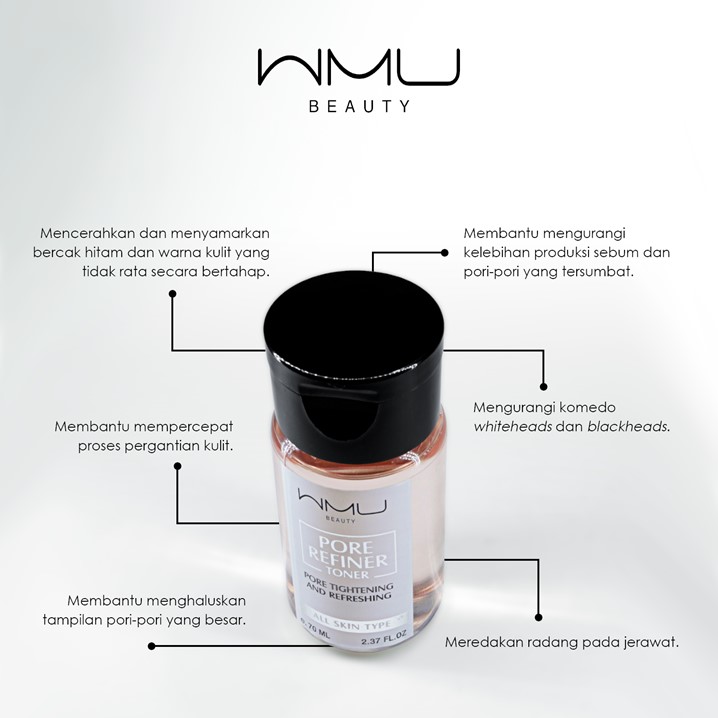 WMU
BEAUTY
Mencerahkan dan menyamarkan
bercak hitam dan warna kulit yang
tidak rata secara bertahap.
Membantu mengurangi
kelebihan produksi sebum dan
pori-pori yang tersumbat.
Mengurangi komedo
whiteheads dan blackheads.
Membantu mempercepat
proses pergantian kulit.
WMU
BEAUTY
PORE
REFINER
TONER
PORE TIGHTENING
AND REFRESHING
ALL SKIN TYPE
70 ML 2.37 FL.OZ
Membantu menghaluskan
tampilan pori-pori yang besar.
Meredakan radang pada jerawat.